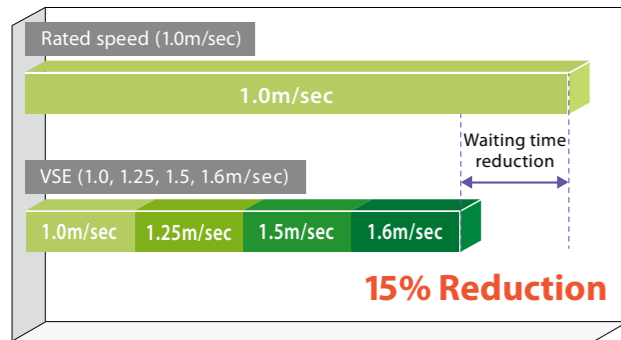 Rated speed (1.0m/sec)
1.0m/sec
Waiting time
reduction
VSE (1.0, 1.25, 1.5, 1.6m/sec)
1.0m/sec
1.25m/sec
1.5m/sec
1.6m/sec
15% Reduction